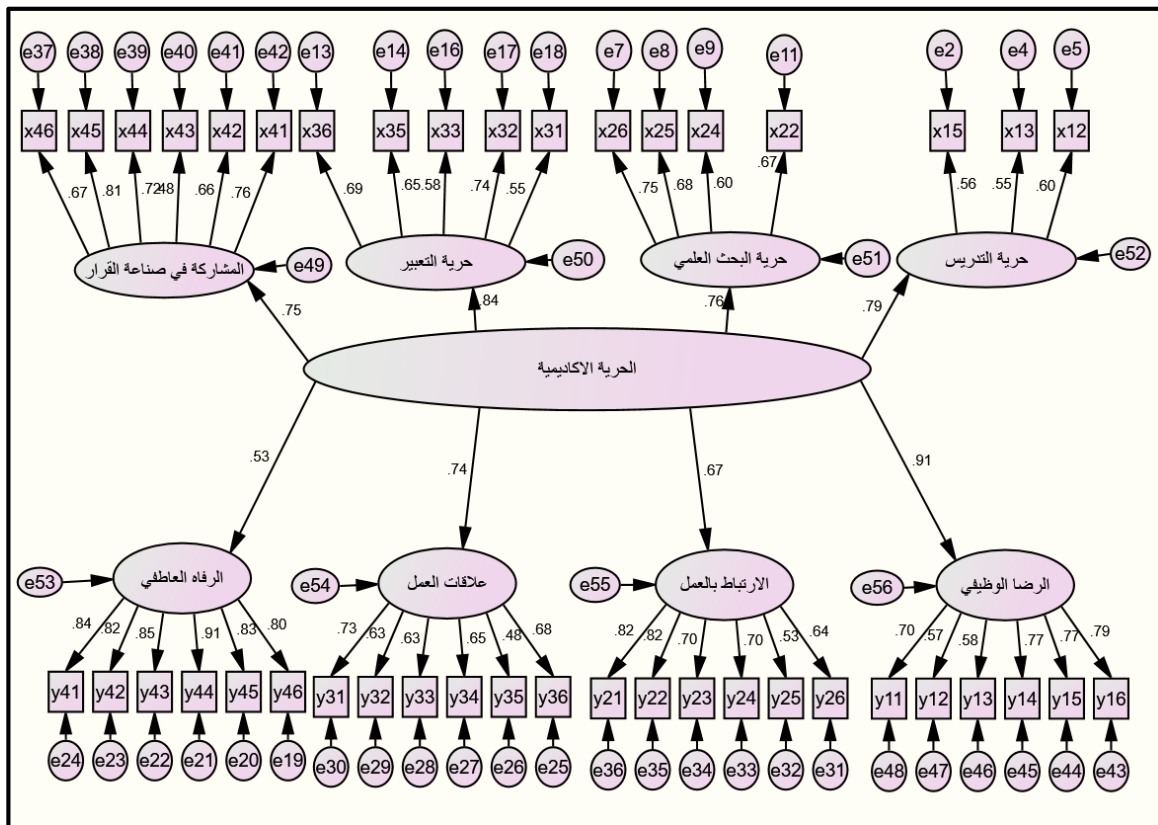 e37 e38 e39 e40 e41 e42 e13 e14 e16 e17 e18 e7 e8 e9 e11 e2 e4 e5
x46 x45 x44 x43 x42 x41 x36 x35 x33 x32 x31 x26 x25 x24 x22 x15 x13 x12
.67 .81 .72 .48 .66 .76 .69 .65 .58 .74 .55 .75 .68 .60 .67 .56 .55 .60
المشاركة في صناعة القرار
e49
حرية التعبير
e50
حرية البحث العلمي
e51
حرية التدريس
e52
.75 .84 .76 .79
الحرية الاكاديمية
.53 .74 .67 .91
e53
الرفاه العاطفي
e54
علاقات العمل
e55
الارتباط بالعمل
e56
الرضا الوظيفي
.84 .82 .85 .91 .83 .80 .73 .63 .63 .65 .48 .68 .82 .82 .70 .70 .53 .64 .70 .57 .58 .77 .77 .79
y41 y42 y43 y44 y45 y46 y31 y32 y33 y34 y35 y36 y21 y22 y23 y24 y25 y26 y11 y12 y13 y14 y15 y16
e24 e23 e22 e21 e20 e19 e30 e29 e28 e27 e26 e25 e36 e35 e34 e33 e32 e31 e48 e47 e46 e45 e44 e43